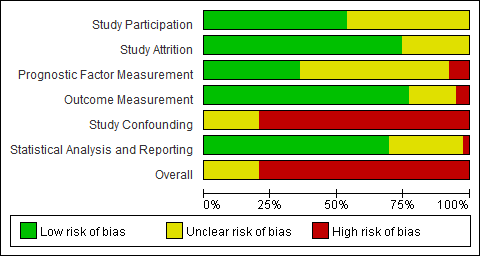 Study Participation
Study Attrition
Prognostic Factor Measurement
Outcome Measurement
Study Confounding
Statistical Analysis and Reporting
Overall
0% 25% 50% 75% 100%
Low risk of bias Unclear risk of bias High risk of bias